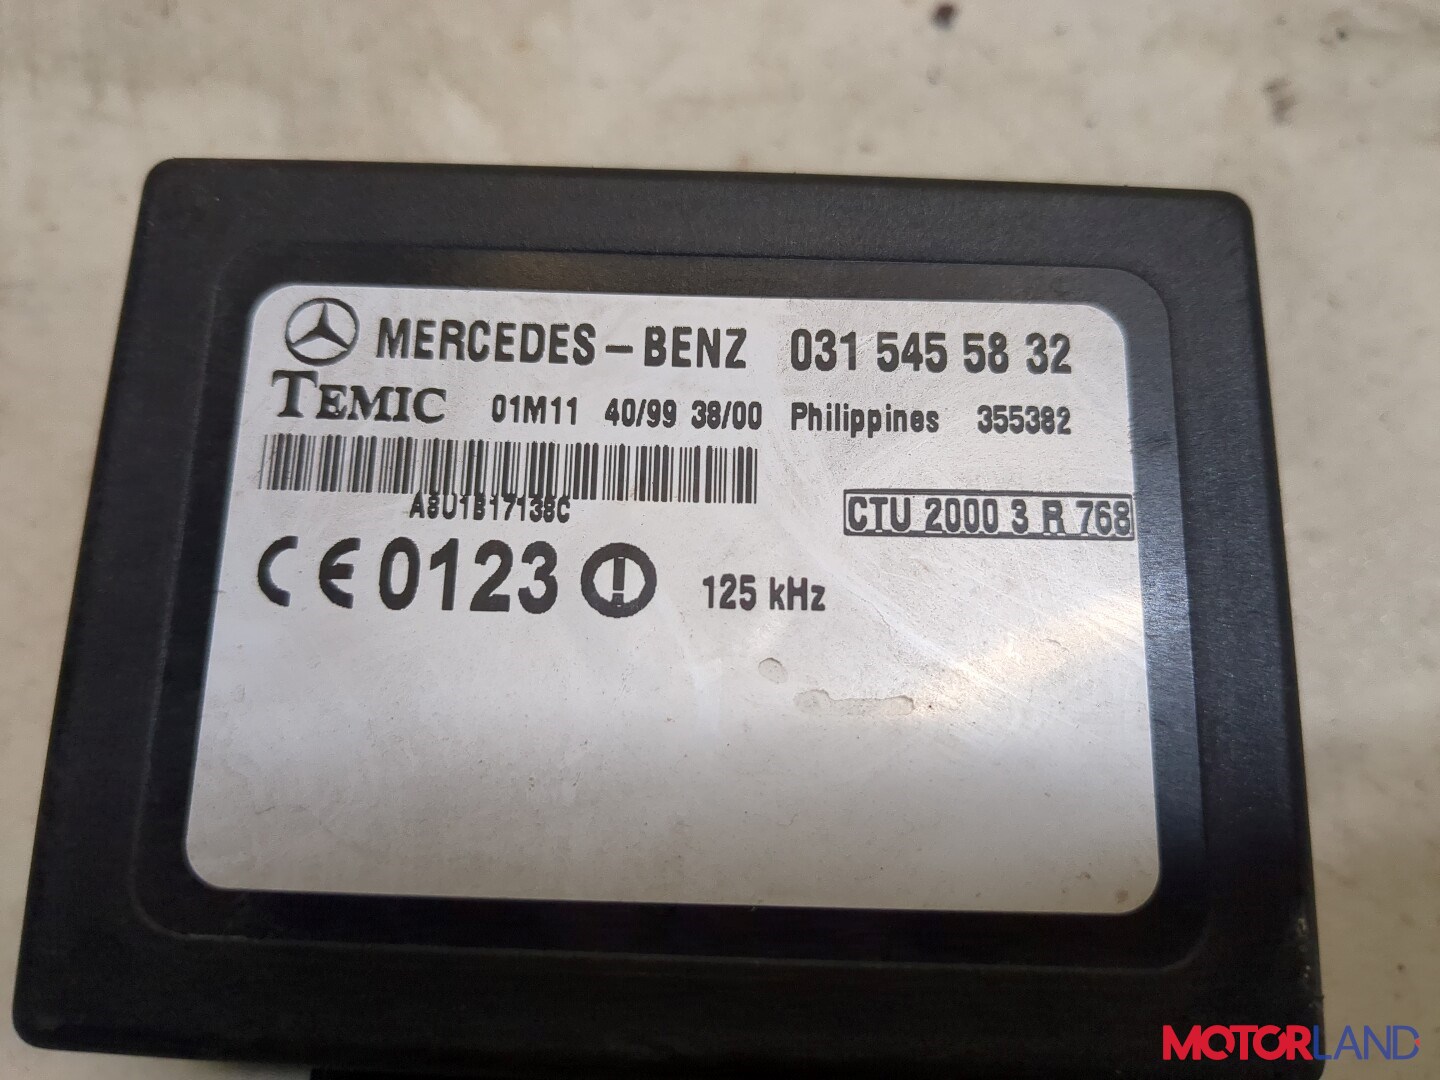 MERCEDES-BENZ 031 545 58 32
TEMIC 01M11 40/99 38/00 Philippines 355382
A8U1B17138C
CTU 2000 3 R 768
CE 0123 ! 125 kHz
MOTORLAND